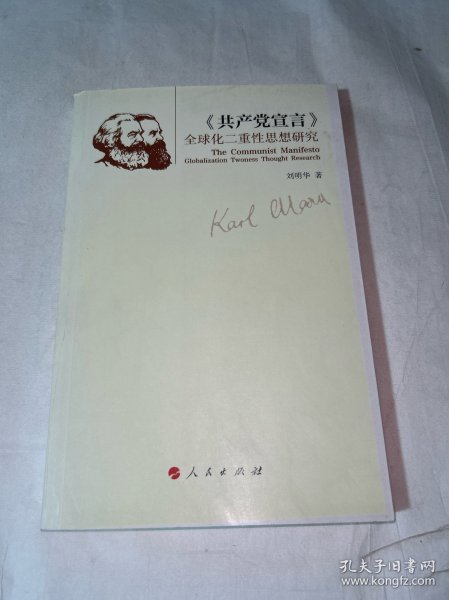 《共产党宣言》
全球化二重性思想研究
The Communist Manifesto
Globalization Twoness Thought Research
刘明华 著
Karl Marx
人民出版社
孔夫子旧书网
www.kongfz.com